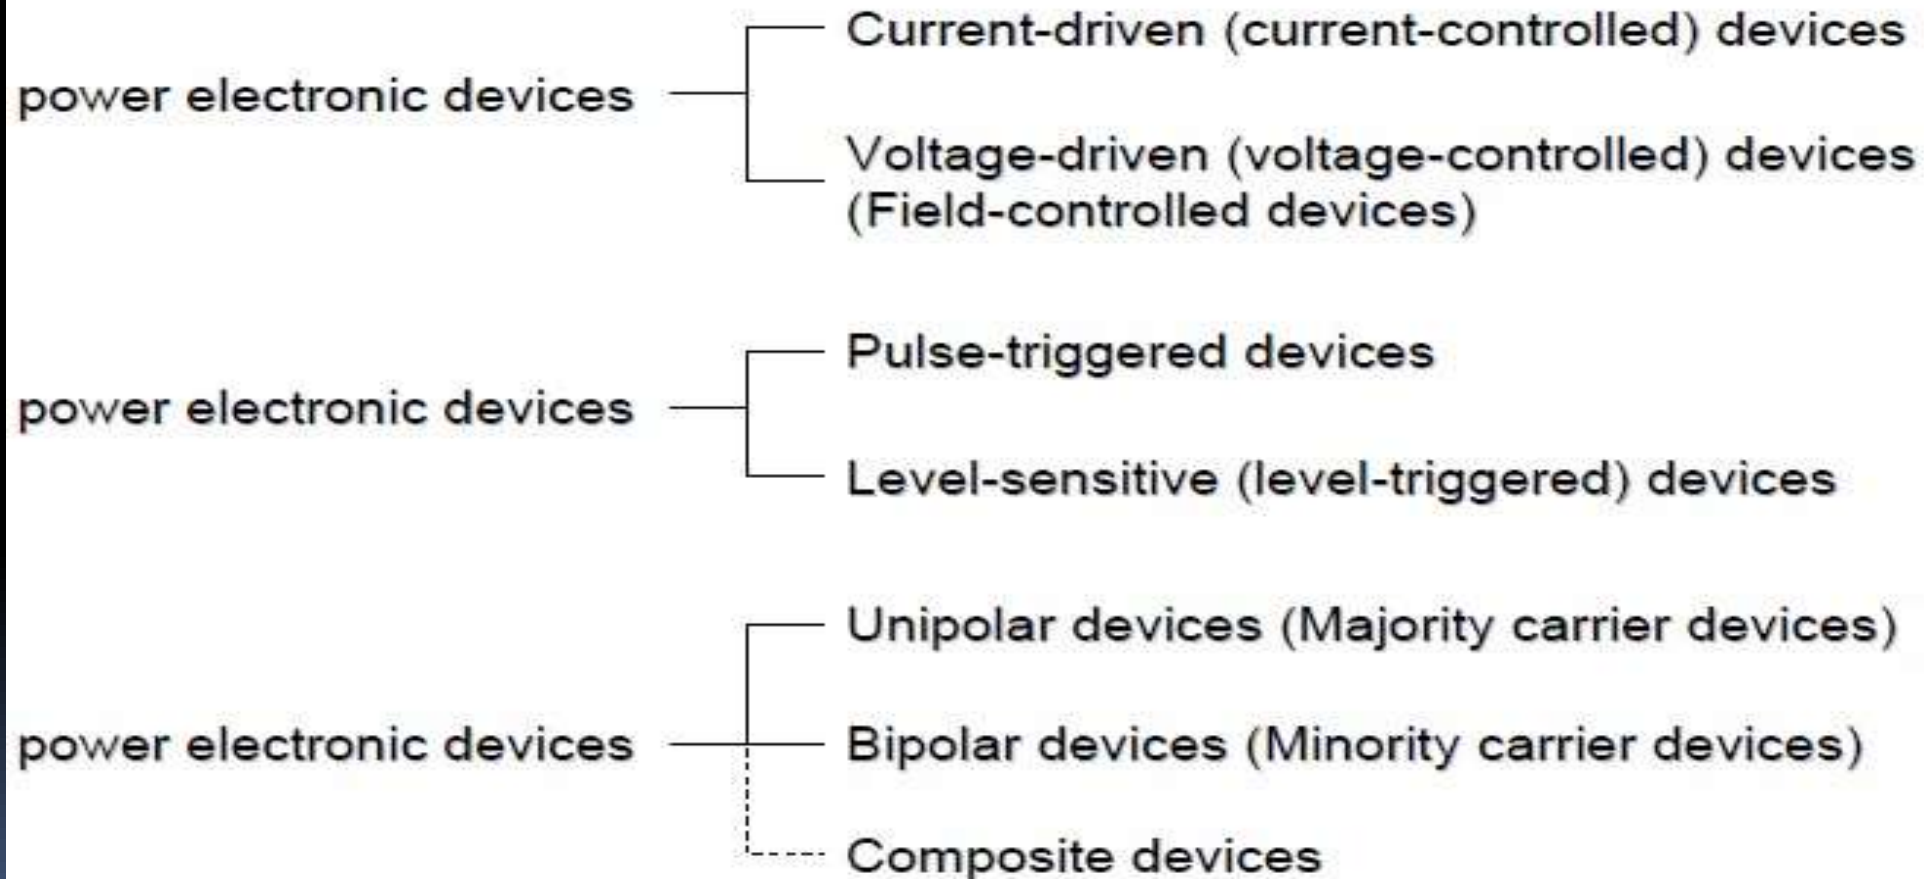 Current-driven (current-controlled) devices
power electronic devices
Voltage-driven (voltage-controlled) devices
(Field-controlled devices)
Pulse-triggered devices
power electronic devices
Level-sensitive (level-triggered) devices
Unipolar devices (Majority carrier devices)
power electronic devices
Bipolar devices (Minority carrier devices)
Composite devices